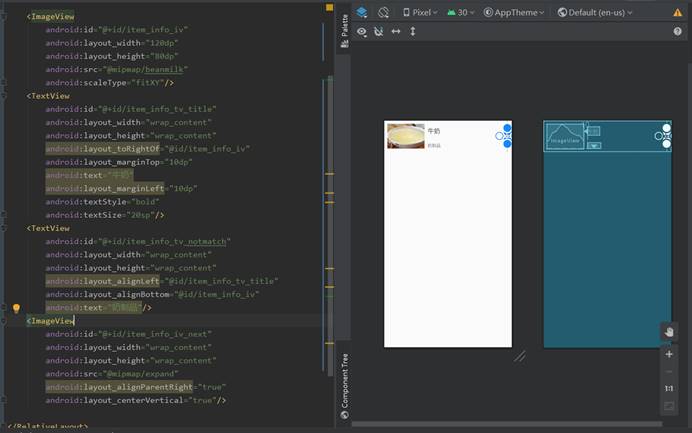 <ImageView
android:id="@+id/item_info_iv"
android:layout_width="120dp"
android:layout_height="80dp"
android:src="@mipmap/beanmilk"
android:scaleType="fitXY"/>
<TextView
android:id="@+id/item_info_tv_title"
android:layout_width="wrap_content"
android:layout_height="wrap_content"
android:layout_toRightOf="@id/item_info_iv"
android:layout_marginTop="10dp"
android:text="牛奶"
android:layout_marginLeft="10dp"
android:textStyle="bold"
android:textSize="20sp"/>
<TextView
android:id="@+id/item_info_tv_notmatch"
android:layout_width="wrap_content"
android:layout_height="wrap_content"
android:layout_alignLeft="@id/item_info_tv_title"
android:layout_alignBottom="@id/item_info_iv"
android:text="奶制品"/>
<ImageView
android:id="@+id/item_info_iv_next"
android:layout_width="wrap_content"
android:layout_height="wrap_content"
android:src="@mipmap/expand"
android:layout_alignParentRight="true"
android:layout_centerVertical="true"/>
</RelativeLayout>
Palette
Component Tree
Pixel
30
AppTheme
Default (en-us)
牛奶
奶制品
ImageView
1:1